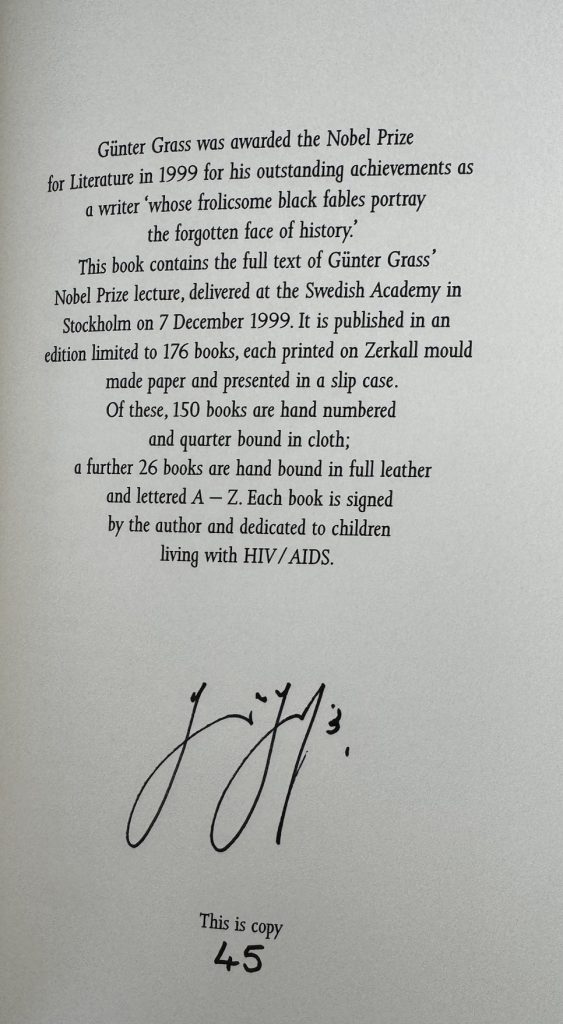 Günter Grass was awarded the Nobel Prize
for Literature in 1999 for his outstanding achievements as
a writer ‘whose frolicsome black fables portray
the forgotten face of history.’
This book contains the full text of Günter Grass’
Nobel Prize lecture, delivered at the Swedish Academy in
Stockholm on 7 December 1999. It is published in an
edition limited to 176 books, each printed on Zerkall mould
made paper and presented in a slip case.
Of these, 150 books are hand numbered
and quarter bound in cloth;
a further 26 books are hand bound in full leather
and lettered A – Z. Each book is signed
by the author and dedicated to children
living with HIV/AIDS.
This is copy
45